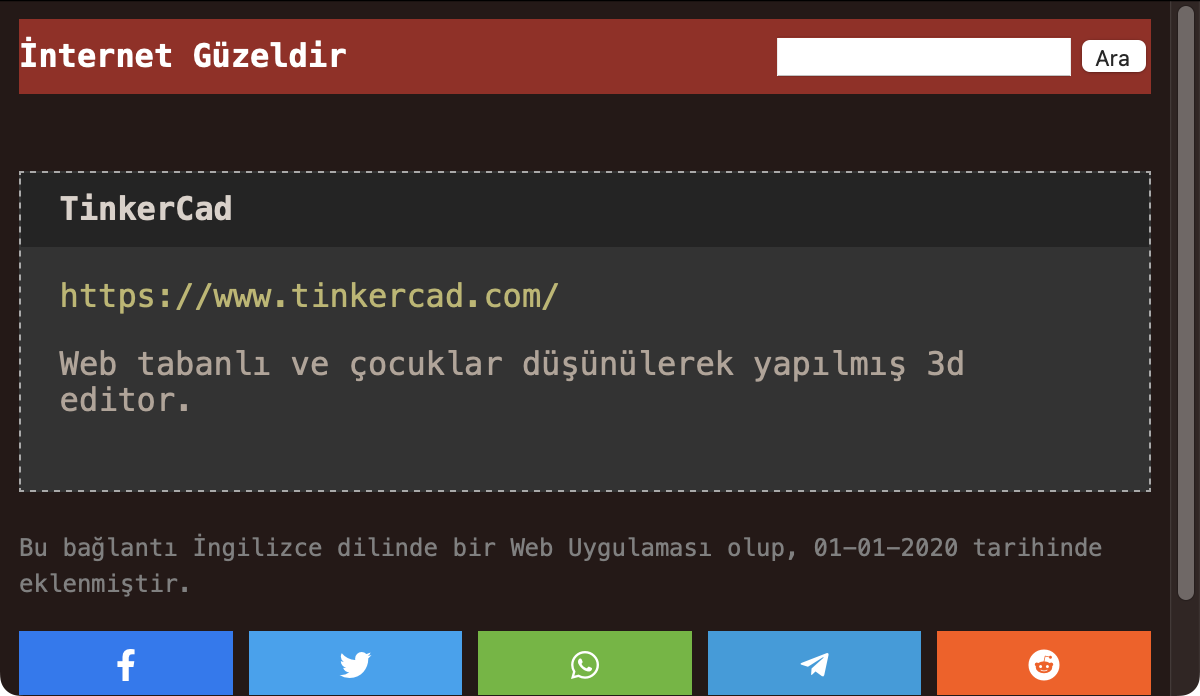 İnternet Güzeldir
Ara
TinkerCad
https://www.tinkercad.com/
Web tabanlı ve çocuklar düşünülerek yapılmış 3d
editor.
Bu bağlantı İngilizce dilinde bir Web Uygulaması olup, 01-01-2020 tarihinde
eklenmiştir.